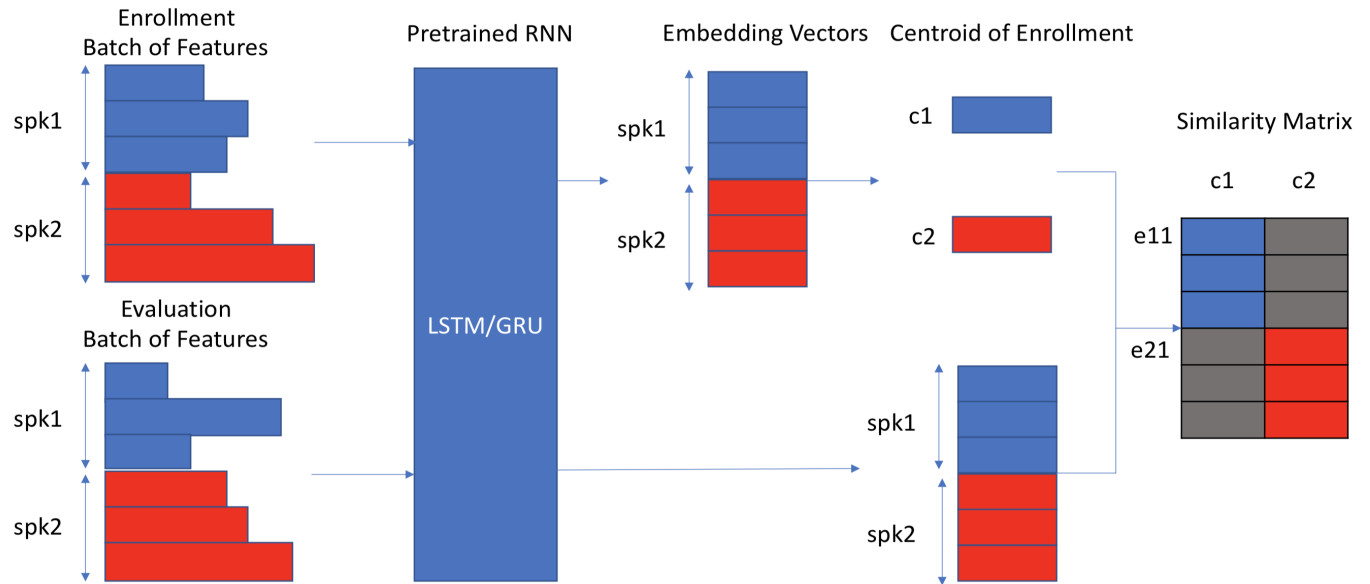 Enrollment
Batch of Features
Pretrained RNN
Embedding Vectors
Centroid of Enrollment
spk1
spk1
c1
Similarity Matrix
c1 c2
spk2
spk2
c2
e11
Evaluation
Batch of Features
LSTM/GRU
e21
spk1
spk1
spk2
spk2